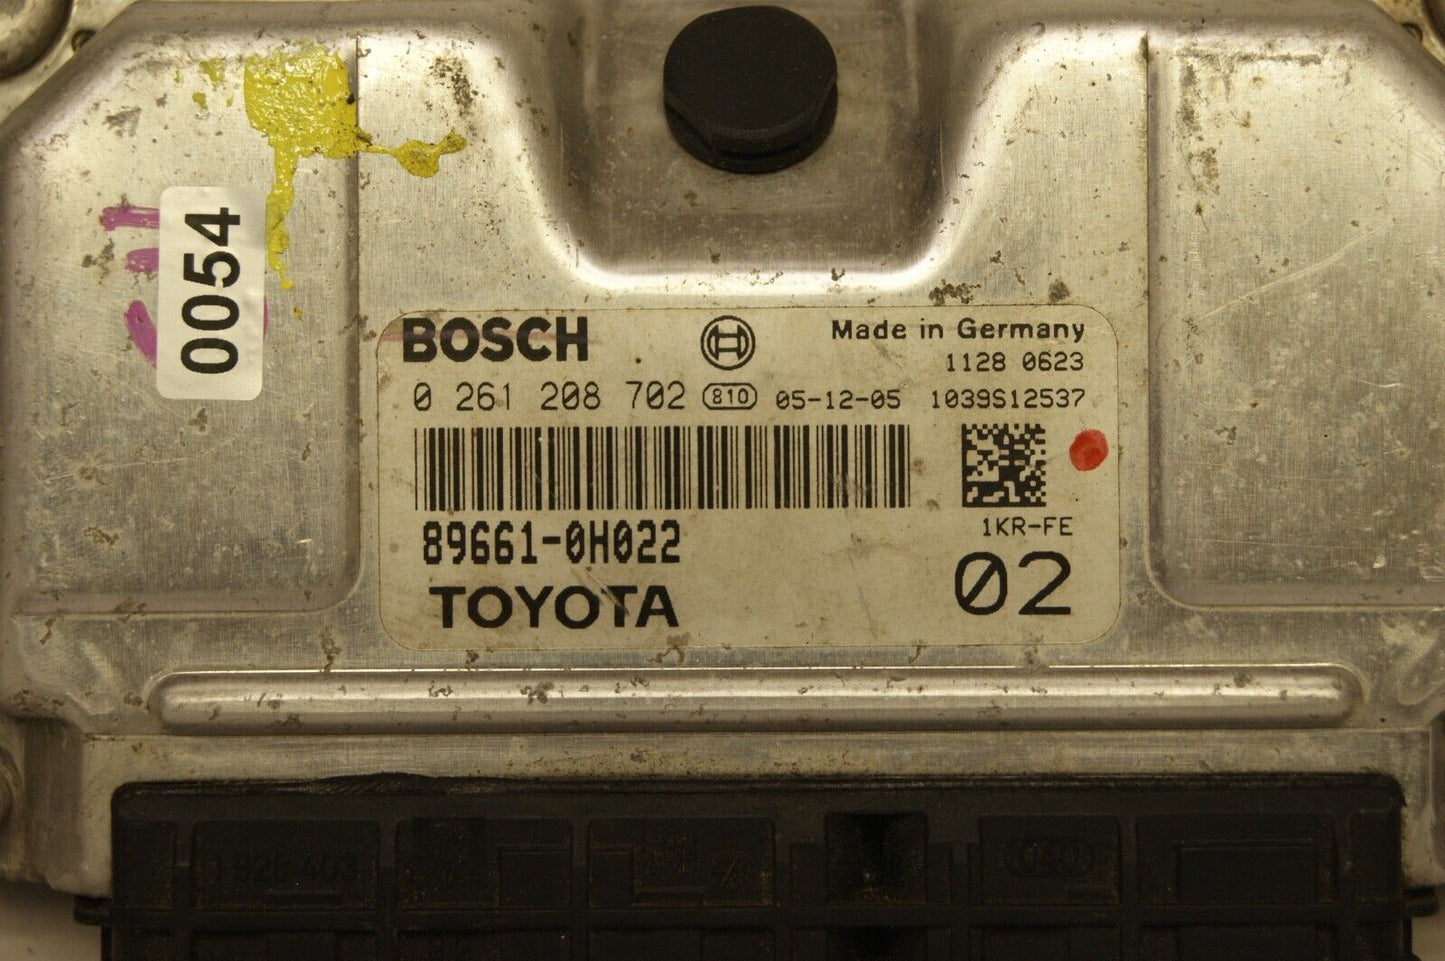 0054
BOSCH
Made in Germany
1128 0623
0 261 208 702 810 05-12-05 1039S12537
89661-0H022
1KR-FE
TOYOTA
02